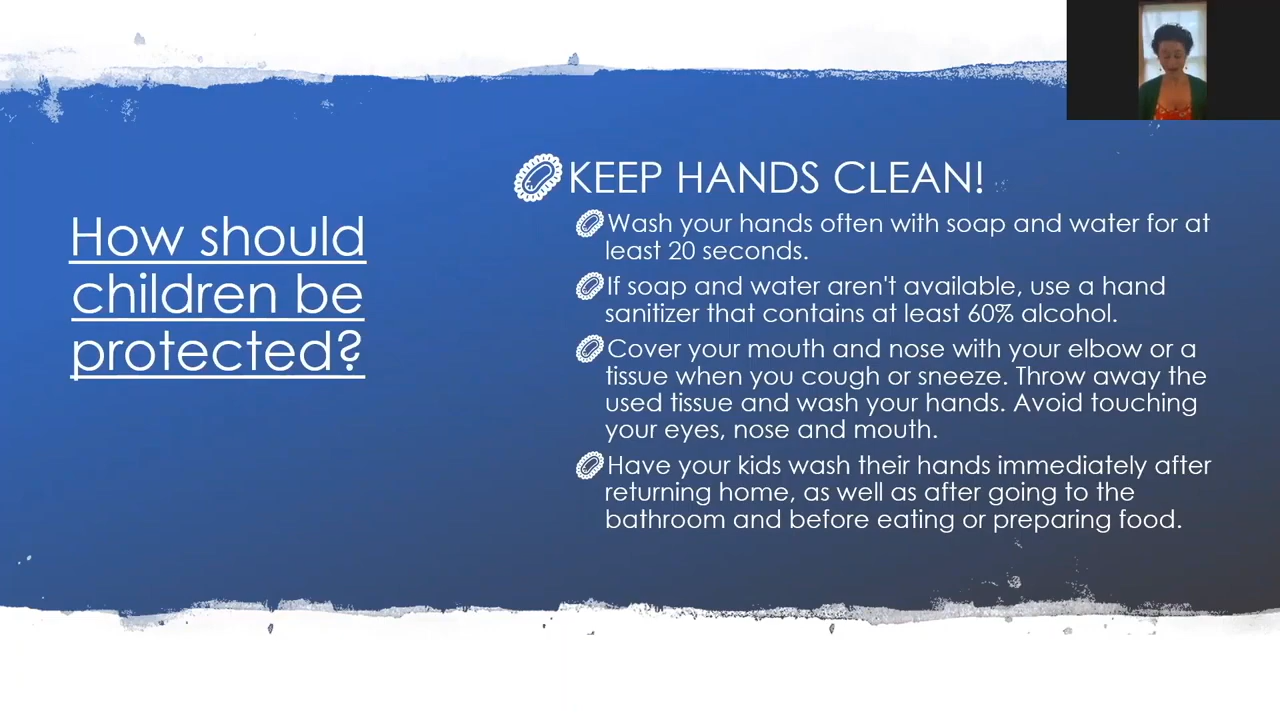 How should
children be
protected?
KEEP HANDS CLEAN!
Wash your hands often with soap and water for at
least 20 seconds.
If soap and water aren't available, use a hand
sanitizer that contains at least 60% alcohol.
Cover your mouth and nose with your elbow or a
tissue when you cough or sneeze. Throw away the
used tissue and wash your hands. Avoid touching
your eyes, nose and mouth.
Have your kids wash their hands immediately after
returning home, as well as after going to the
bathroom and before eating or preparing food.